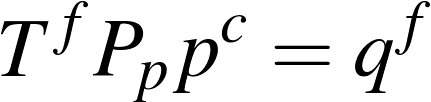 $T^f P_p p^c = q^f$